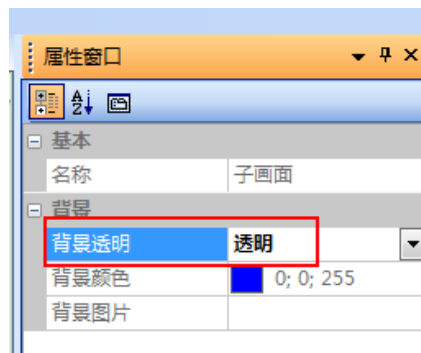 属性窗口
基本
名称 子画面
背景
背景透明 透明
背景颜色 0; 0; 255
背景图片